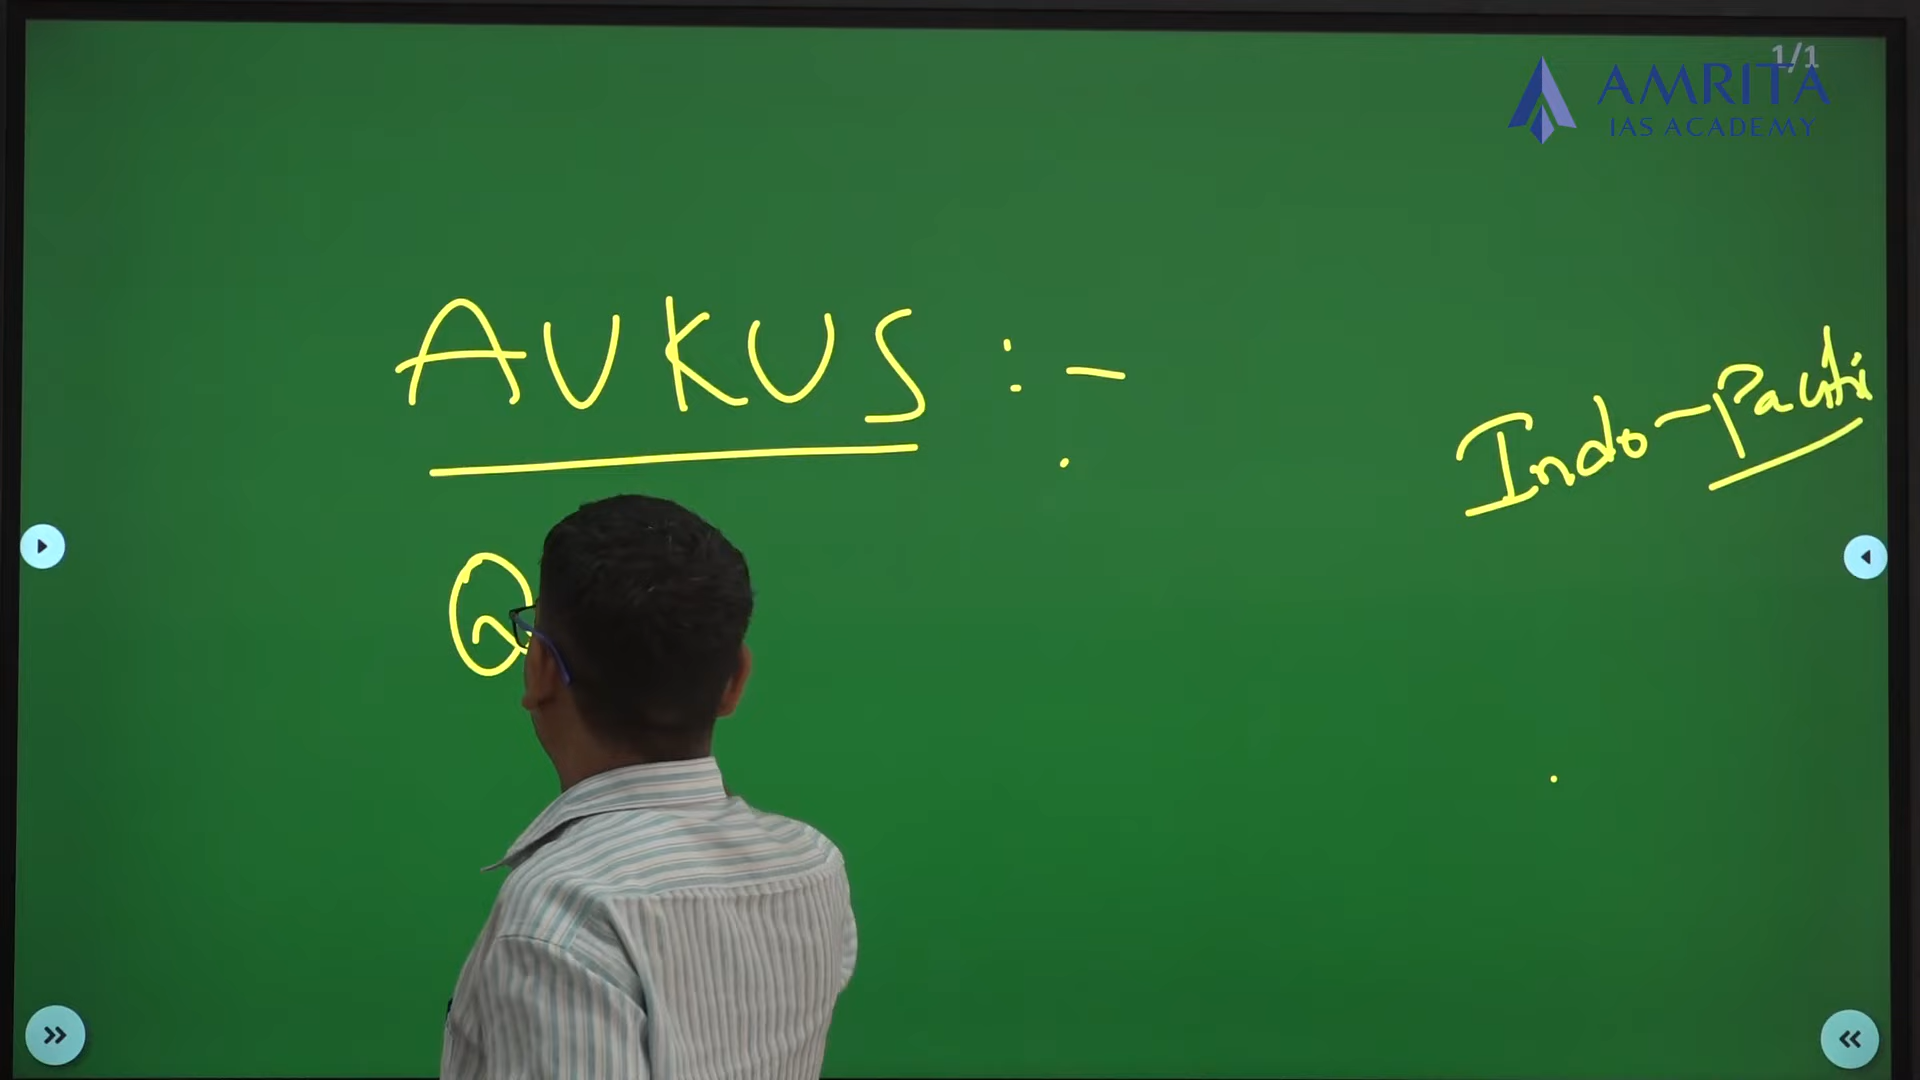 1/1
AMRITA
IAS ACADEMY
AUKUS :-
Indo-Pacific
Q